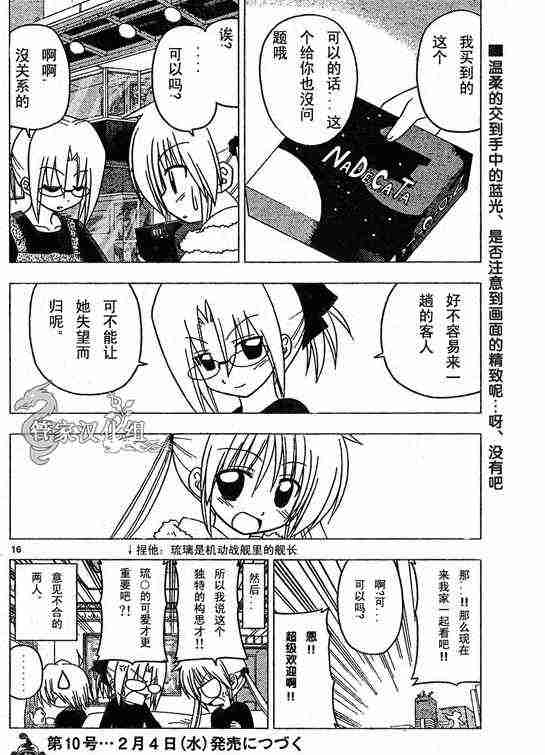 ■温柔的交到手中的蓝光、是否注意到画面的精致呢…呀、没有吧
我买到的
这个
可以的话...这
个给你也沒问
题哦
NADECATA
诶?
....
可以吗?
啊啊.
沒关系的
....
好不容易来一
趟的客人
可不能让
她失望而
归呢。
管家汉化组
....
16
↓捏他: 琉璃是机动战舰里的舰长
那...!! 那么现在
来我家一起看吧!!
啊?可...
可以吗?
恩!!
超级欢迎啊!!
然后...
所以我说这个
独特的构思才!!
琉○的可爱才更
重要吧?!
意见不合的
两人.
....
第10号…2月4日(水)発売につづく